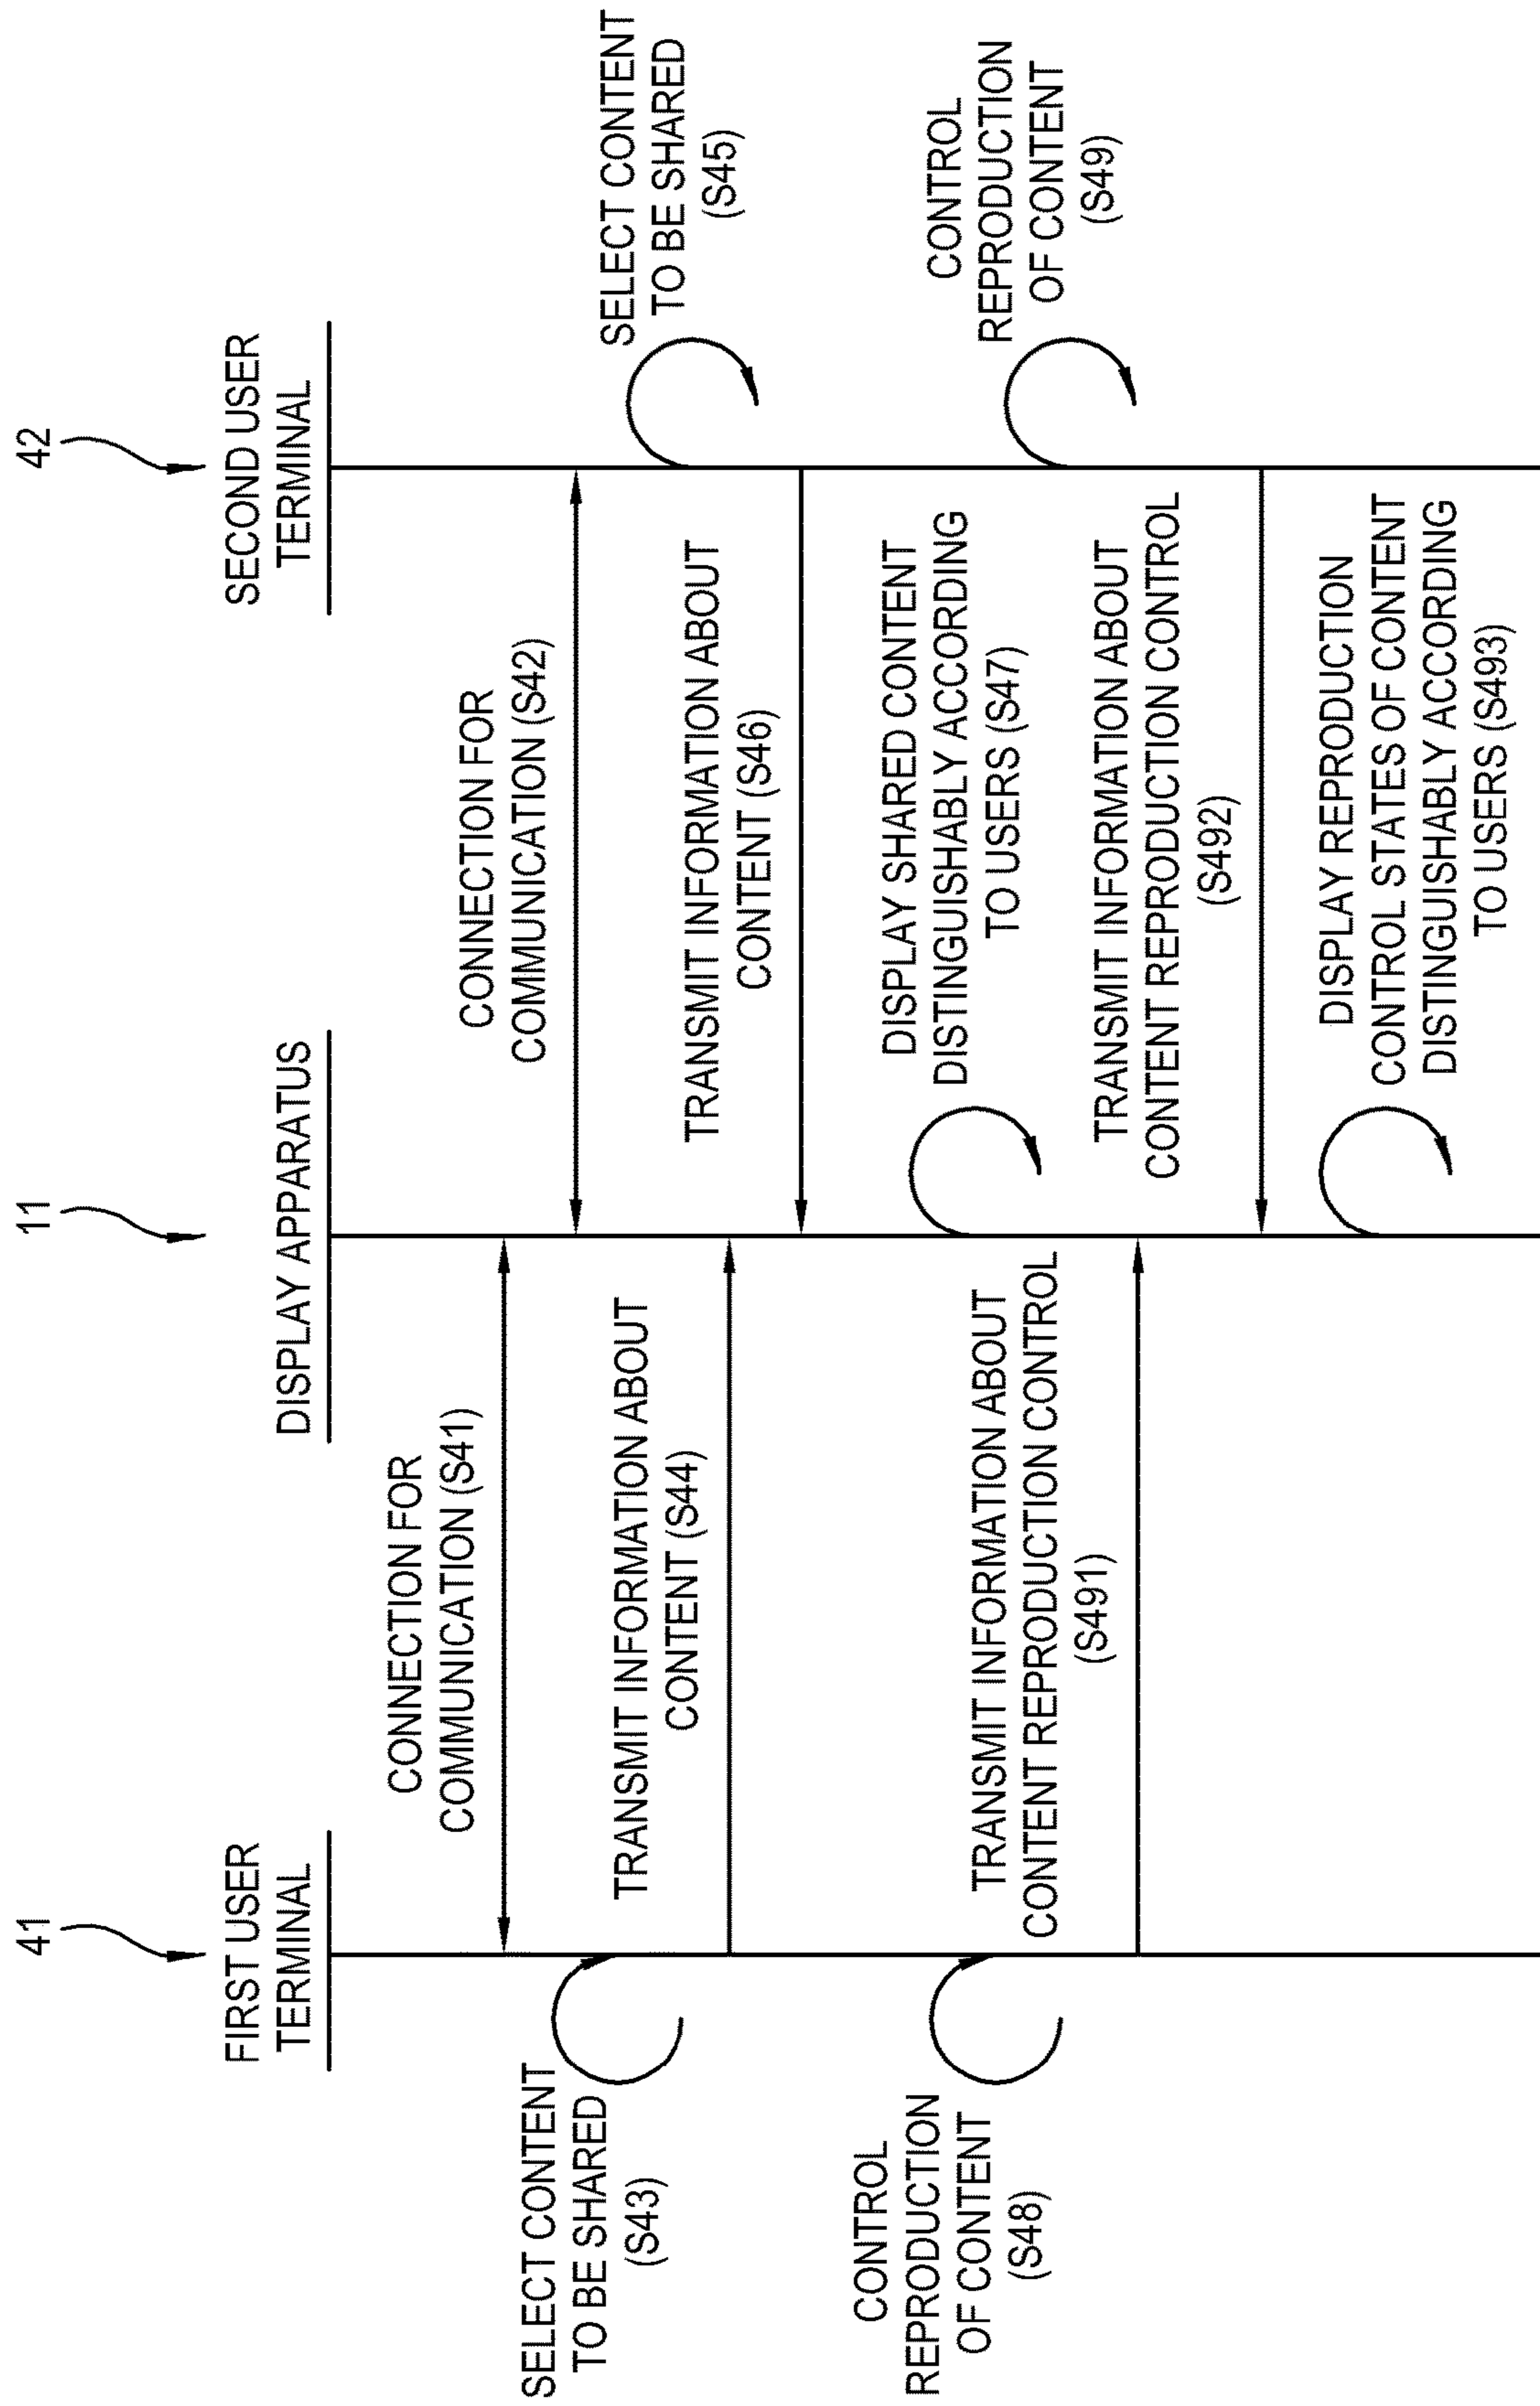 41
11
42
FIRST USER
TERMINAL
DISPLAY APPARATUS
SECOND USER
TERMINAL
CONNECTION FOR
COMMUNICATION (S41)
CONNECTION FOR
COMMUNICATION (S42)
SELECT CONTENT
TO BE SHARED
(S43)
TRANSMIT INFORMATION ABOUT
CONTENT (S44)
SELECT CONTENT
TO BE SHARED
(S45)
TRANSMIT INFORMATION ABOUT
CONTENT (S46)
DISPLAY SHARED CONTENT
DISTINGUISHABLY ACCORDING
TO USERS (S47)
CONTROL
REPRODUCTION
OF CONTENT
(S48)
CONTROL
REPRODUCTION
OF CONTENT
(S49)
TRANSMIT INFORMATION ABOUT
CONTENT REPRODUCTION CONTROL
(S491)
TRANSMIT INFORMATION ABOUT
CONTENT REPRODUCTION CONTROL
(S492)
DISPLAY REPRODUCTION
CONTROL STATES OF CONTENT
DISTINGUISHABLY ACCORDING
TO USERS (S493)